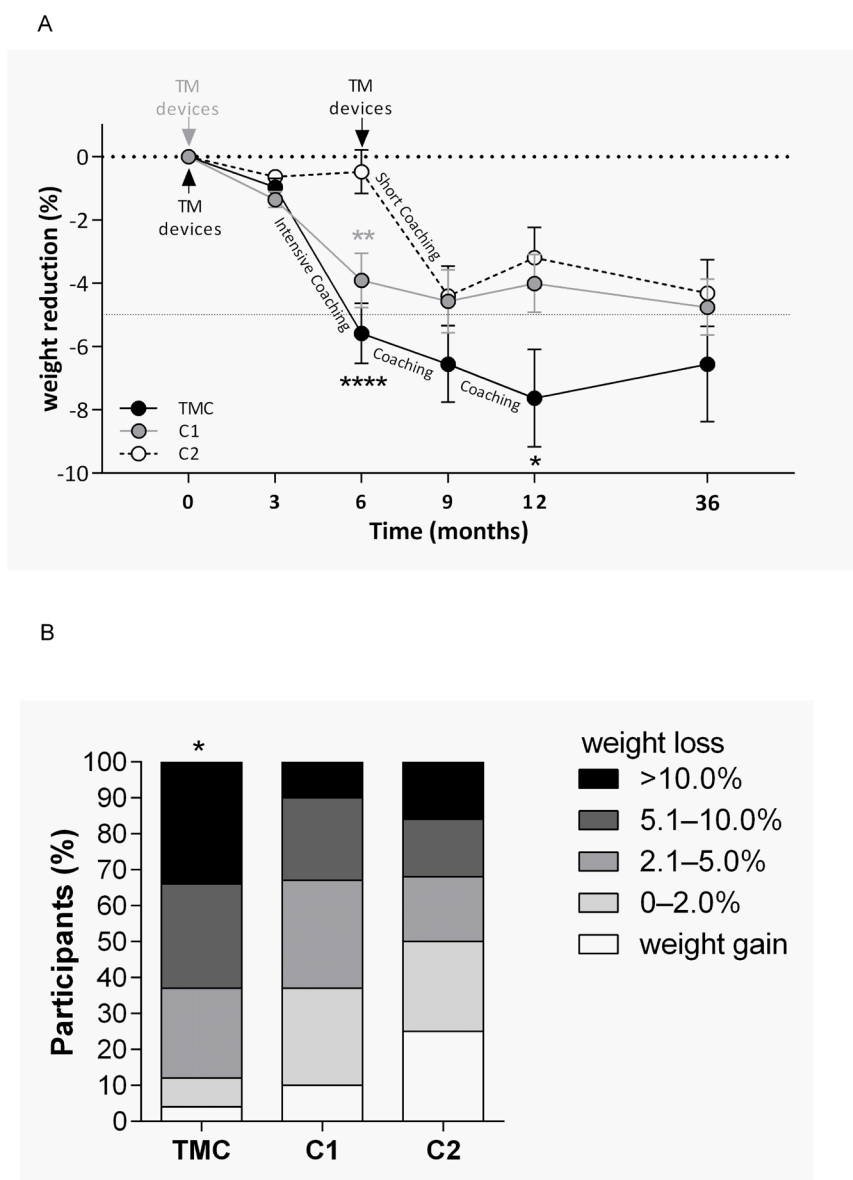 A
TM
devices
TM
devices
0
-2
-4
-6
-8
-10
weight reduction (%)
TM
devices
Short Coaching
**
Intensive Coaching
Coaching
Coaching
****
*
TMC
C1
C2
0
3
6
9
12
36
Time (months)
B
*
100
90
80
70
60
50
40
30
20
10
0
Participants (%)
TMC
C1
C2
weight loss
>10.0%
5.1–10.0%
2.1–5.0%
0–2.0%
weight gain